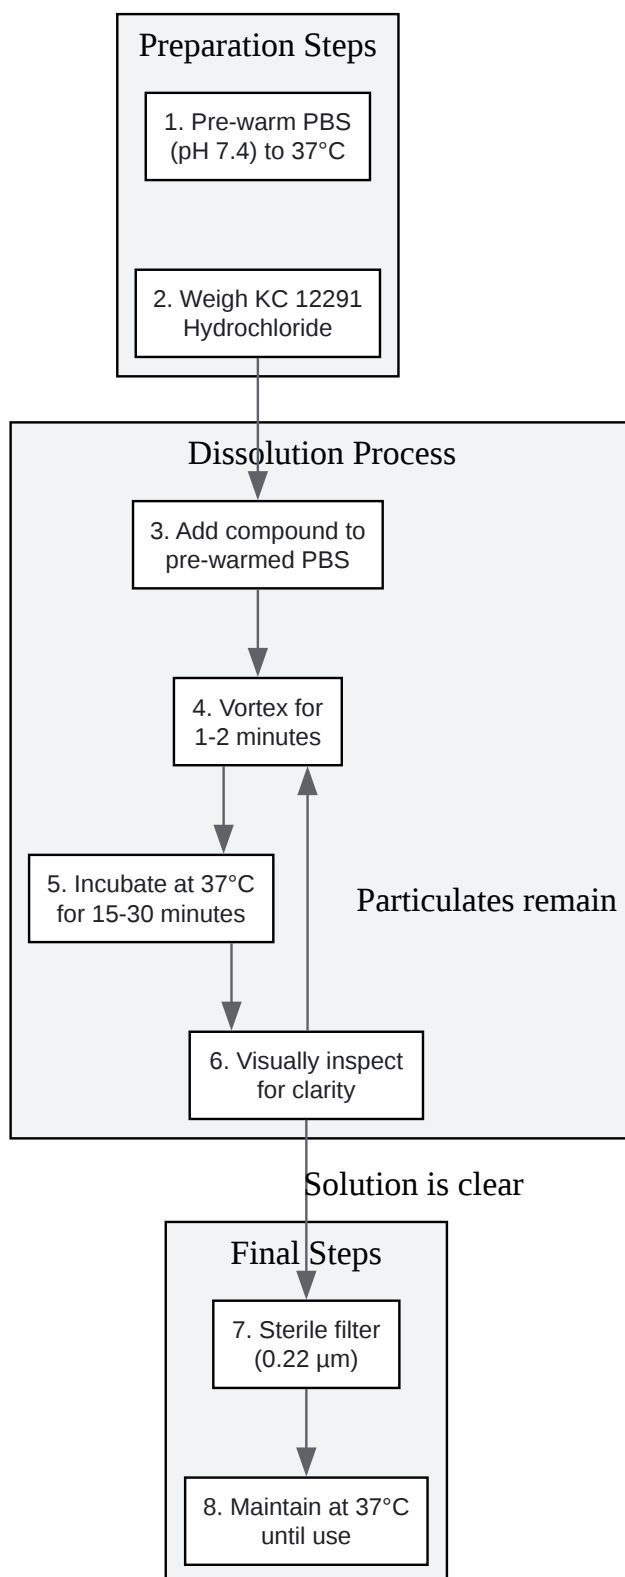 Preparation Steps
1. Pre-warm PBS
(pH 7.4) to 37°C
2. Weigh KC 12291
Hydrochloride
Dissolution Process
3. Add compound to
pre-warmed PBS
4. Vortex for
1-2 minutes
5. Incubate at 37°C
for 15-30 minutes
Particulates remain
6. Visually inspect
for clarity
Solution is clear
Final Steps
7. Sterile filter
(0.22 µm)
8. Maintain at 37°C
until use